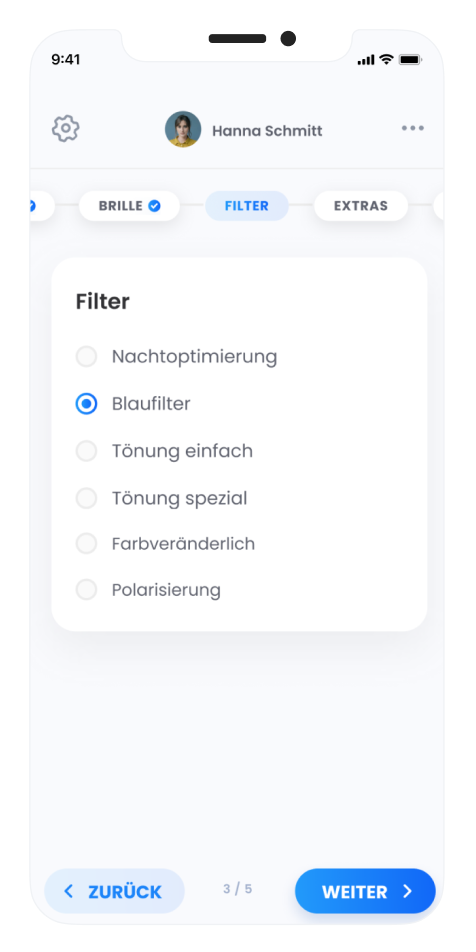 9:41
Hanna Schmitt
BRILLE FILTER EXTRAS
Filter
Nachtoptimierung
Blaufilter
Tönung einfach
Tönung spezial
Farbveränderlich
Polarisierung
ZURÜCK 3 / 5 WEITER